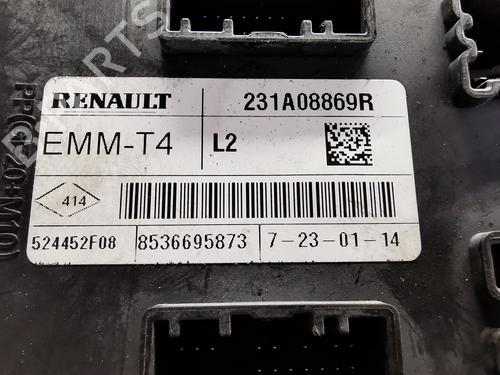 RENAULT 231A08869R
EMM-T4 L2
414
524452F08 8536695873 7-23-01-14